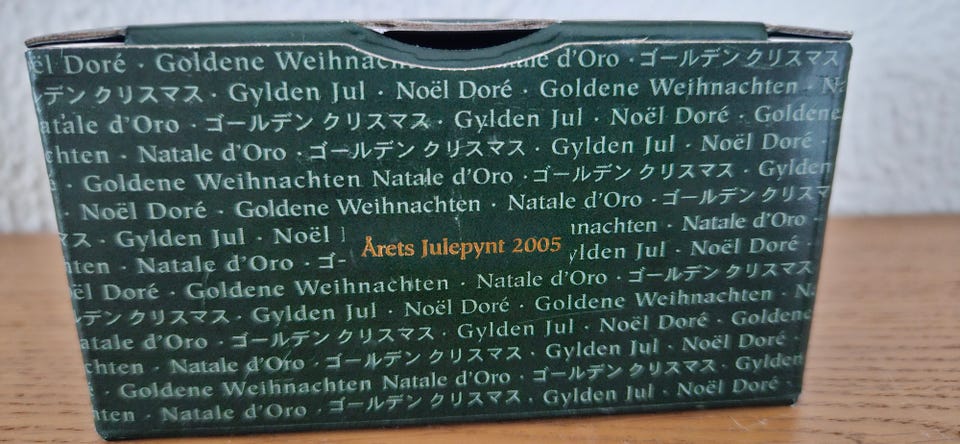 ël Doré · Goldene Weihnach d'Oro · ゴールデンクリスマス
デンクリスマス · Gylden Jul · Noël Doré · Goldene Weihnachten · N
atale d'Oro · ゴールデンクリスマス · Gylden Jul · Noël Doré · Goldene
chten · Natale d'Oro · ゴールデンクリスマス · Gylden Jul · Noël Doré
· Goldene Weihnachten Natale d'Oro · ゴールデンクリスマス · Gylden
· Noël Doré · Goldene Weihnachten · Natale d'Oro · ゴールデンクリスマ
マス · Gylden Jul · Noël nachten · Natale d'Oro ·
Årets Julepynt 2005
ten · Natale d'Oro · ゴー ylden Jul · Noël Doré · Goldene
ël Doré · Goldene Weihnachten · Natale d'Oro · ゴールデンクリスマス
デンクリスマス · Gylden Jul · Noël Doré · Goldene Weihnachten · N
atale d'Oro · ゴールデンクリスマス · Gylden Jul · Noël Doré · Goldene
chten · Natale d'Oro · ゴールデンクリスマス · Gylden Jul · Noël Doré ·
· Goldene Weihnachten Natale d'Oro · ゴールデンクリスマス · Gylden
ten · Natale d'Oro · ゴールデンクリスマス · Gylden Jul · Noël Doré ·